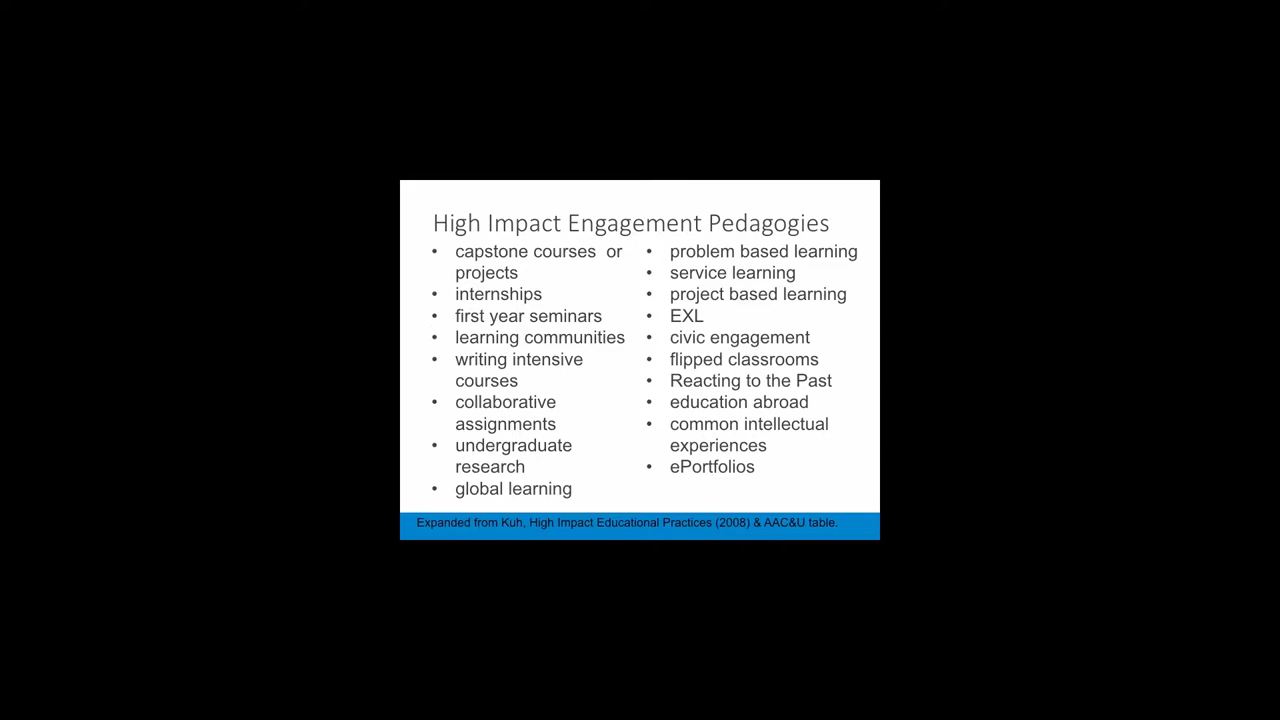 High Impact Engagement Pedagogies
• capstone courses or
projects
• internships
• first year seminars
• learning communities
• writing intensive
courses
• collaborative
assignments
• undergraduate
research
• global learning
• problem based learning
• service learning
• project based learning
• EXL
• civic engagement
• flipped classrooms
• Reacting to the Past
• education abroad
• common intellectual
experiences
• ePortfolios
Expanded from Kuh, High Impact Educational Practices (2008) & AAC&U table.